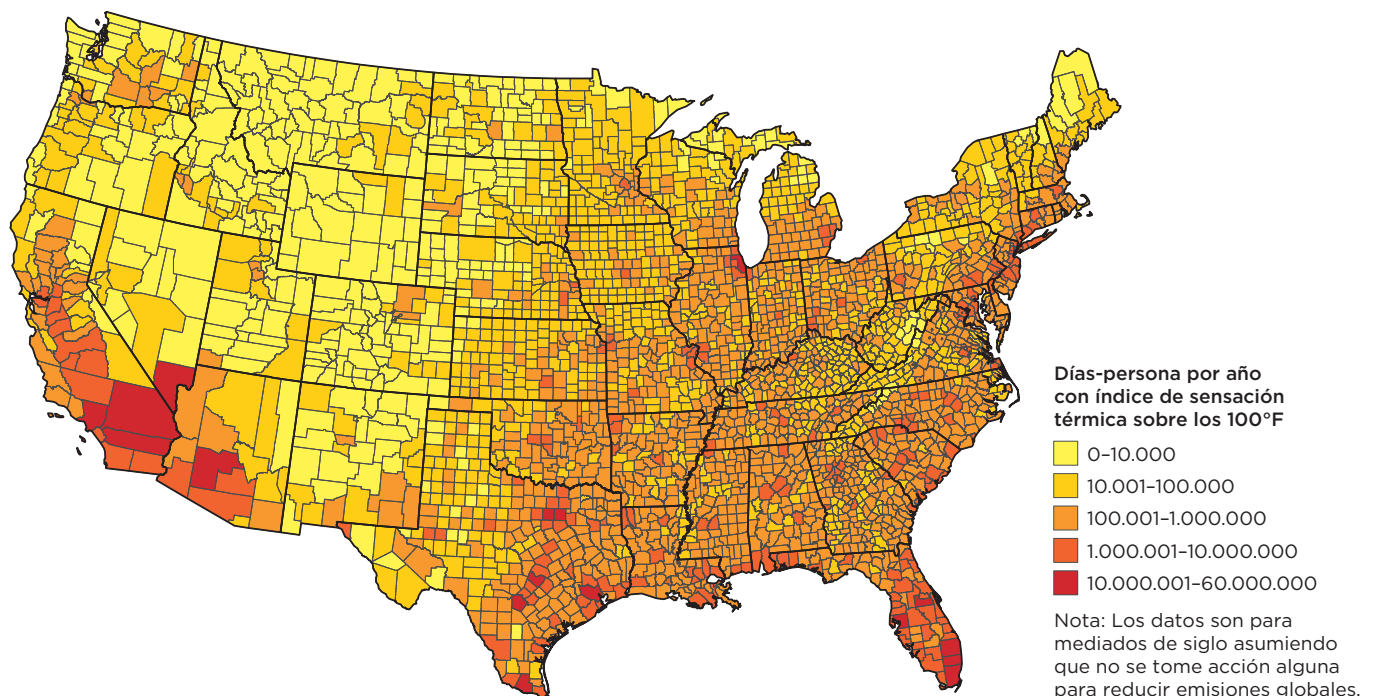 Días-persona por año
con índice de sensación
térmica sobre los 100°F
0–10.000
10.001–100.000
100.001–1.000.000
1.000.001–10.000.000
10.000.001–60.000.000
Nota: Los datos son para
mediados de siglo asumiendo
que no se tome acción alguna
para reducir emisiones globales.